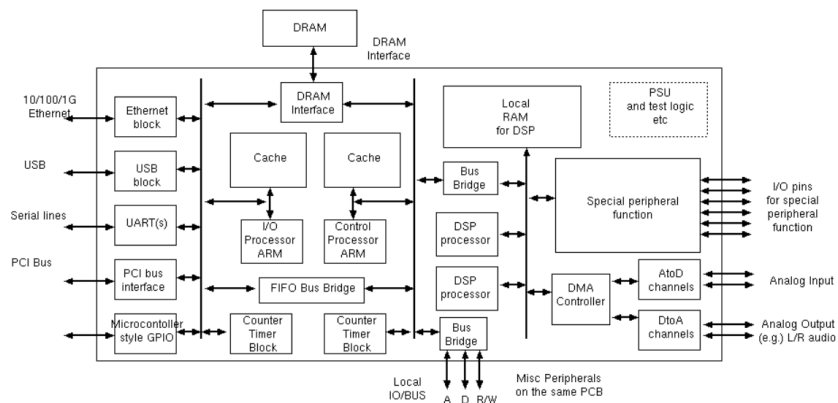 DRAM
DRAM
Interface
10/100/1G
Ethernet
Ethernet
block
DRAM
Interface
Local
RAM
for DSP
PSU
and test logic
etc
USB
USB
block
Cache
Cache
Bus
Bridge
Special peripheral
function
I/O pins
for special
peripheral
function
Serial lines
UART(s)
I/O
Processor
ARM
Control
Processor
ARM
DSP
processor
PCI Bus
PCI bus
interface
FIFO Bus Bridge
DSP
processor
DMA
Controller
AtoD
channels
Analog Input
Microcontoller
style GPIO
Counter
Timer
Block
Counter
Timer
Block
Bus
Bridge
DtoA
channels
Analog Output
(e.g.) L/R audio
Local
IO/BUS
A D R/W
Misc Peripherals
on the same PCB